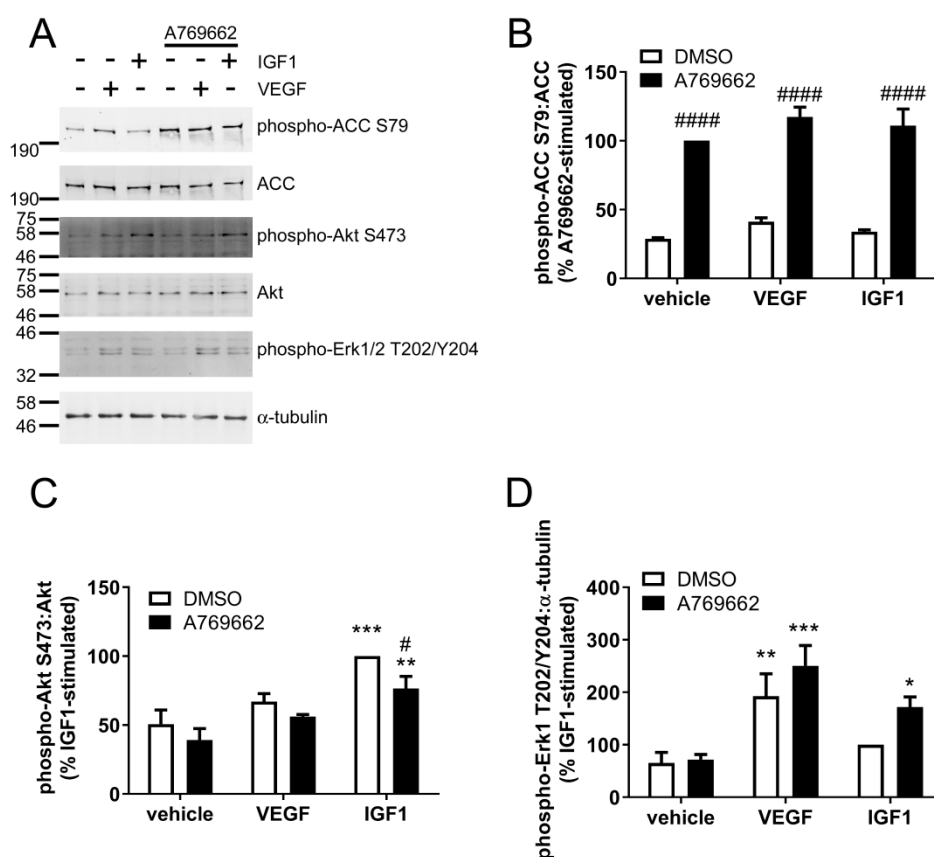 A
A769662
- - + - - + IGF1
- + - - + - VEGF
phospho-ACC S79
190
ACC
190
75
58
46
phospho-Akt S473
75
58
46
Akt
46
32
phospho-Erk1/2 T202/Y204
58
46
α-tubulin
B
DMSO
A769662
phospho-ACC S79:ACC
(% A769662-stimulated)
150
100
50
0
####
####
####
vehicle VEGF IGF1
C
DMSO
A769662
phospho-Akt S473:Akt
(% IGF1-stimulated)
150
100
50
0
***
#
**
vehicle VEGF IGF1
D
DMSO
A769662
phospho-Erk1 T202/Y204:α-tubulin
(% IGF1-stimulated)
400
300
200
100
0
**
***
*
vehicle VEGF IGF1